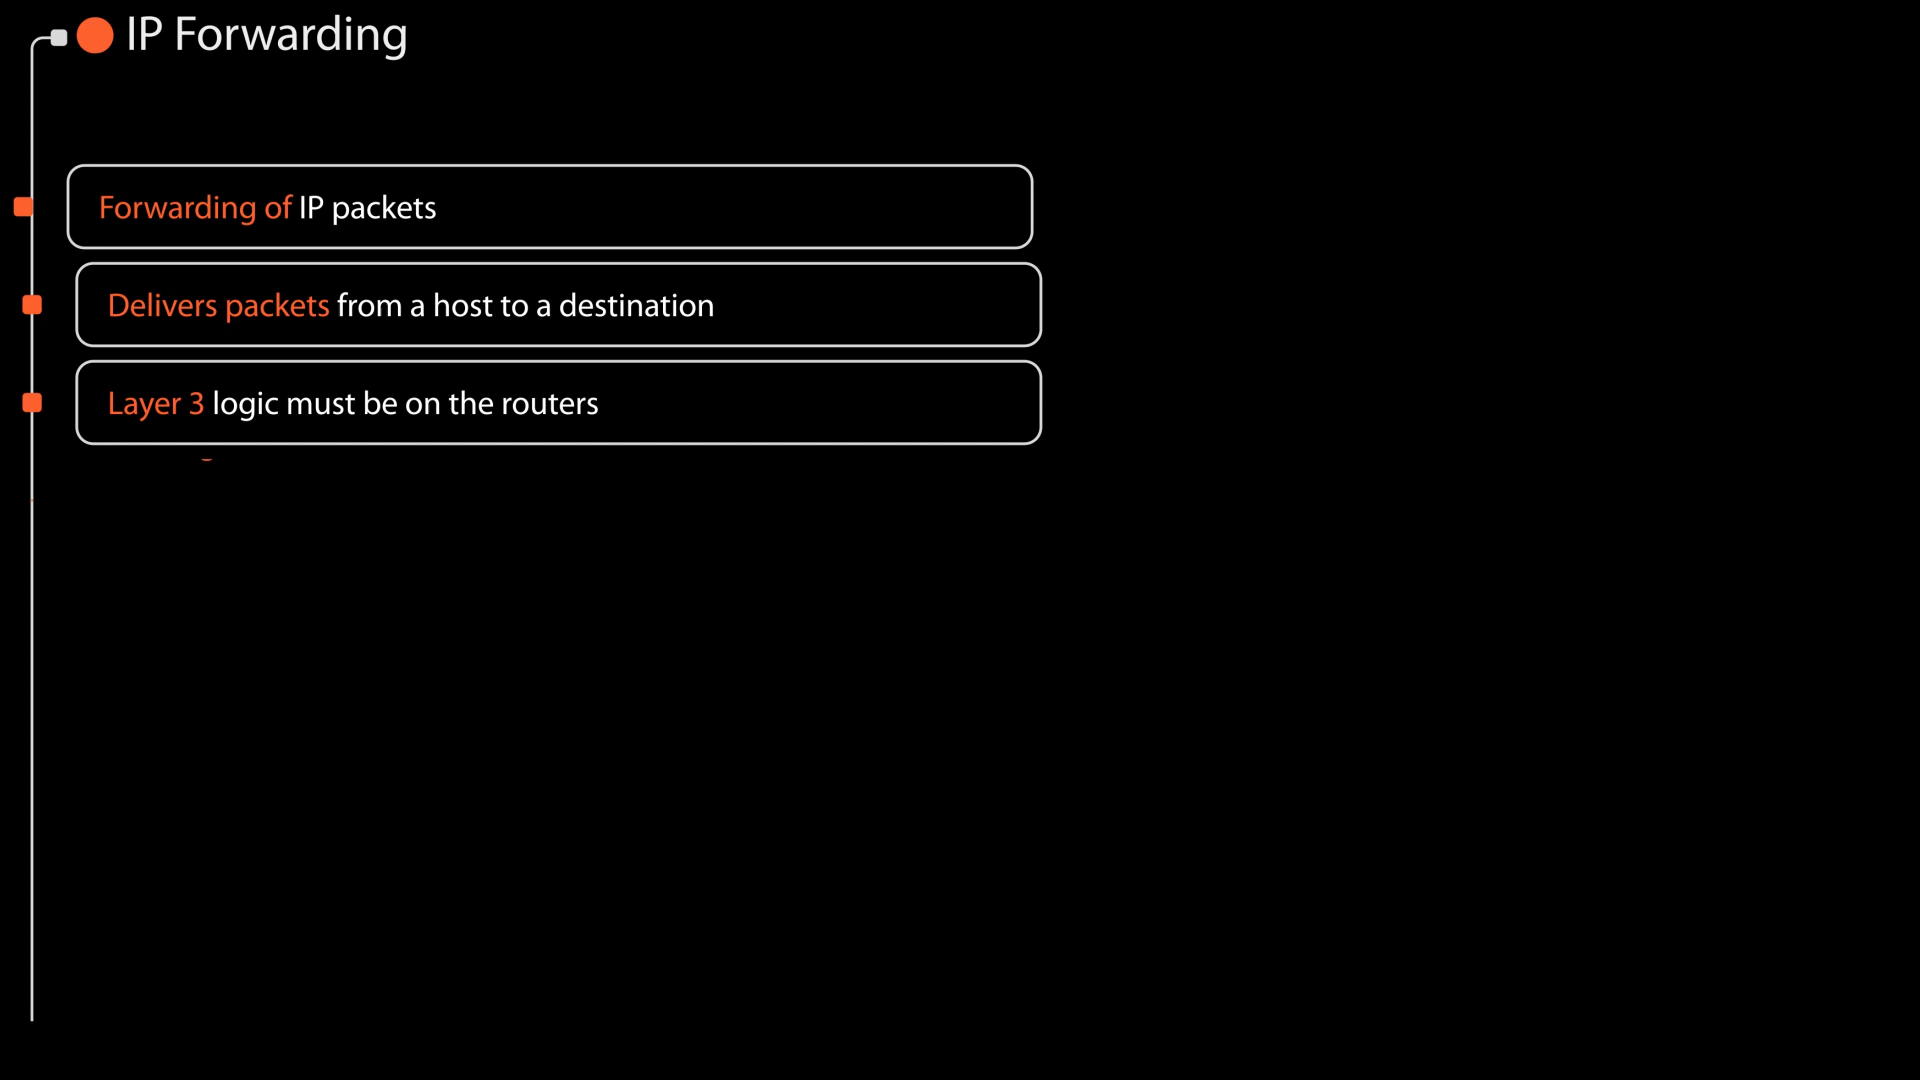 IP Forwarding
Forwarding of IP packets
Delivers packets from a host to a destination
Layer 3 logic must be on the routers